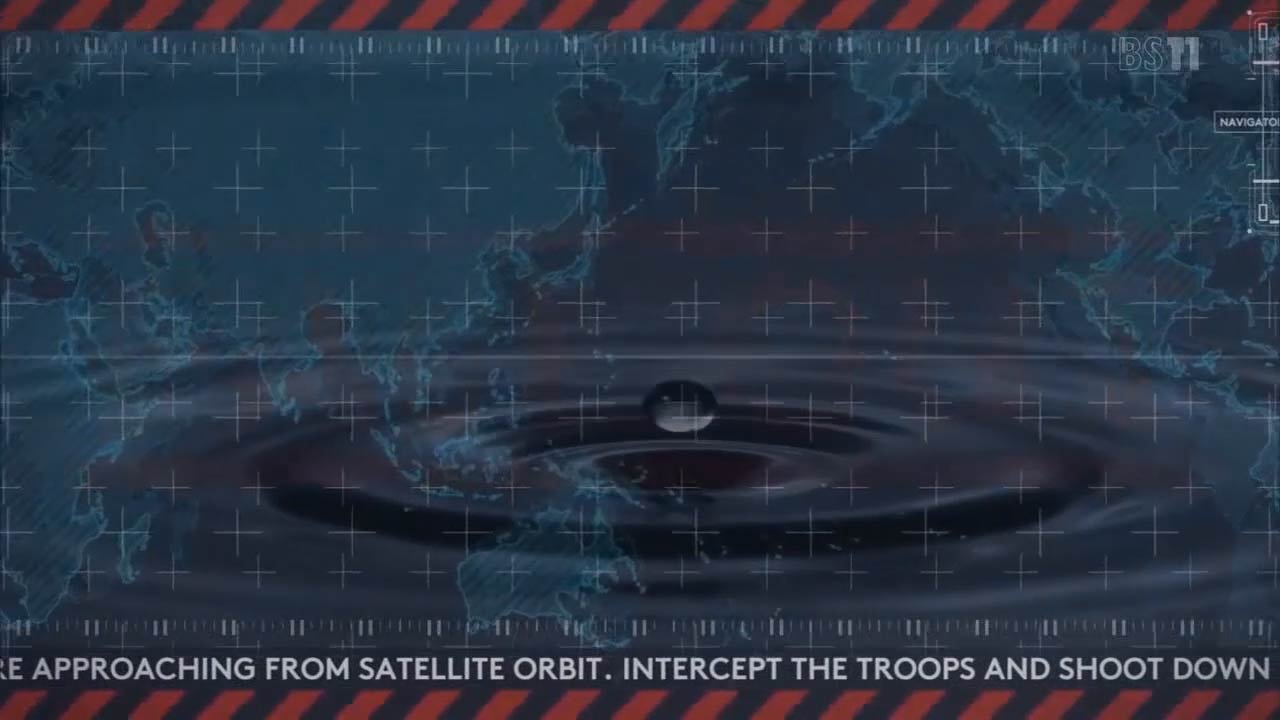 BS11
NAVIGATO
RE APPROACHING FROM SATELLITE ORBIT. INTERCEPT THE TROOPS AND SHOOT DOWN